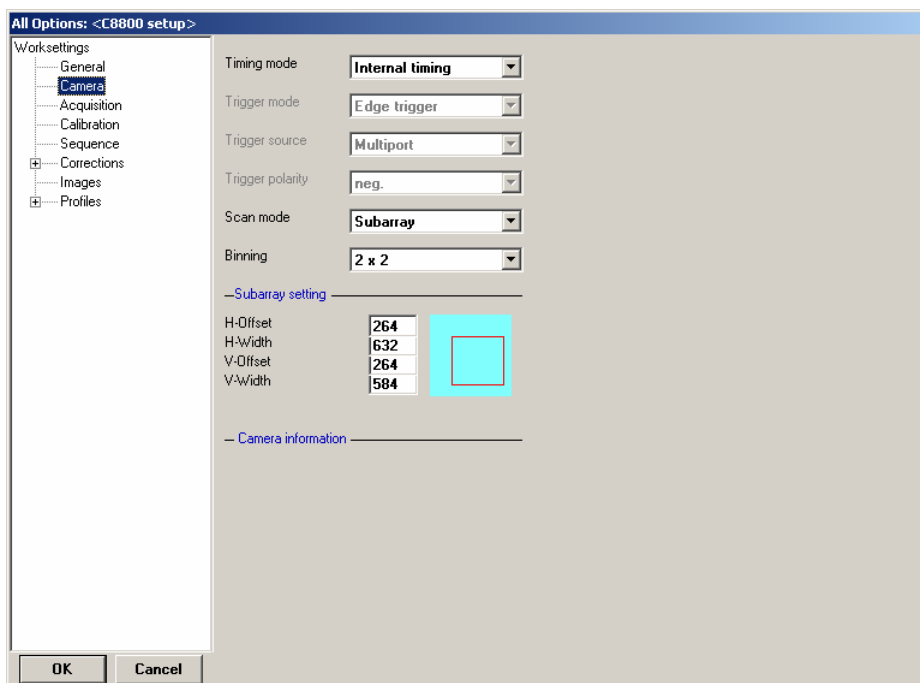 All Options: <C8800 setup>
Worksettings
General
Camera
Acquisition
Calibration
Sequence
Corrections
Images
Profiles
Timing mode Internal timing
Trigger mode Edge trigger
Trigger source Multiport
Trigger polarity neg.
Scan mode Subarray
Binning 2 x 2
Subarray setting
H-Offset 264
H-Width 632
V-Offset 264
V-Width 584
Camera information
OK Cancel